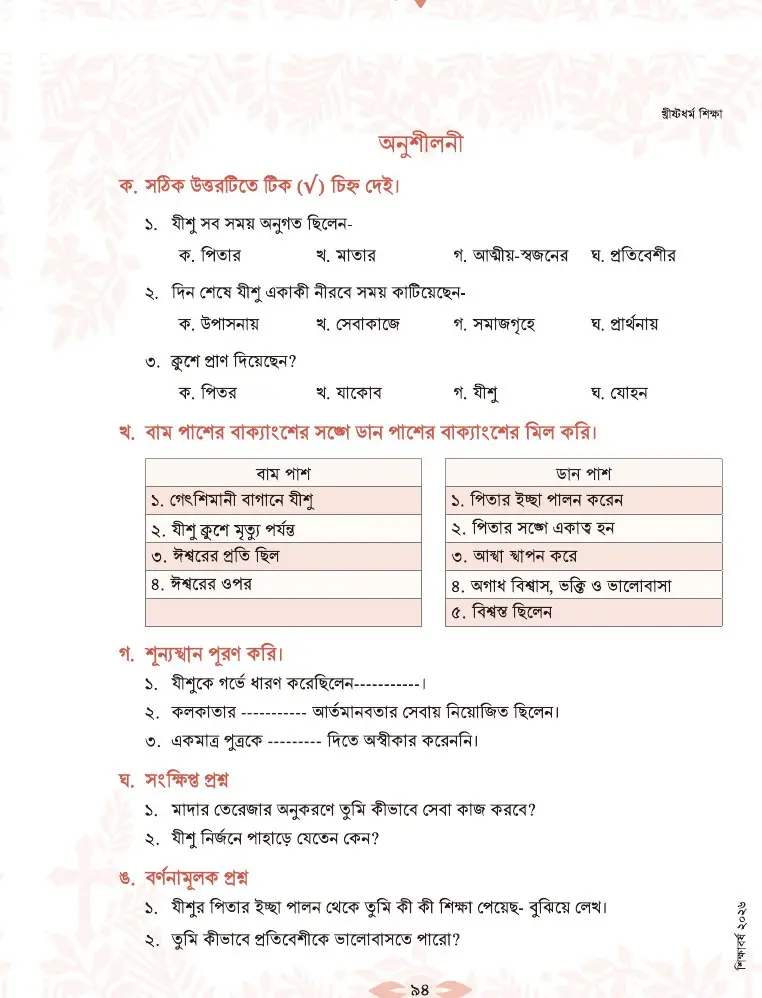 খ্রীষ্টধর্ম শিক্ষা
অনুশীলনী
ক. সঠিক উত্তরটিতে টিক (√) চিহ্ন দেই।
১. যীশু সব সময় অনুগত ছিলেন-
ক. পিতার খ. মাতার গ. আত্মীয়-স্বজনের ঘ. প্রতিবেশীর
২. দিন শেষে যীশু একাকী নীরবে সময় কাটিয়েছেন-
ক. উপাসনায় খ. সেবাকাজে গ. সমাজগৃহে ঘ. প্রার্থনায়
৩. ক্রুশে প্রাণ দিয়েছেন?
ক. পিতর খ. যাকোব গ. যীশু ঘ. যোহন
খ. বাম পাশের বাক্যাংশের সঙ্গে ডান পাশের বাক্যাংশের মিল করি।
বাম পাশ ডান পাশ
১. গেৎশিমানী বাগানে যীশু ১. পিতার ইচ্ছা পালন করেন
২. যীশু ক্রুশে মৃত্যু পর্যন্ত ২. পিতার সঙ্গে একাত্ব হন
৩. ঈশ্বরের প্রতি ছিল ৩. আস্থা স্থাপন করে
৪. ঈশ্বরের ওপর ৪. অগাধ বিশ্বাস, ভক্তি ও ভালোবাসা
৫. বিশ্বস্ত ছিলেন
গ. শূন্যস্থান পূরণ করি।
১. যীশুকে গর্ভে ধারণ করেছিলেন-----------।
২. কলকাতার ----------- আর্তমানবতার সেবায় নিয়োজিত ছিলেন।
৩. একমাত্র পুত্রকে --------- দিতে অস্বীকার করেননি।
ঘ. সংক্ষিপ্ত প্রশ্ন
১. মাদার তেরেজার অনুকরণে তুমি কীভাবে সেবা কাজ করবে?
২. যীশু নির্জনে পাহাড়ে যেতেন কেন?
ঙ. বর্ণনামূলক প্রশ্ন
১. যীশুর পিতার ইচ্ছা পালন থেকে তুমি কী কী শিক্ষা পেয়েছ- বুঝিয়ে লেখ।
২. তুমি কীভাবে প্রতিবেশীকে ভালোবাসতে পারো?
শিক্ষাবর্ষ ২০২৬
৯৪